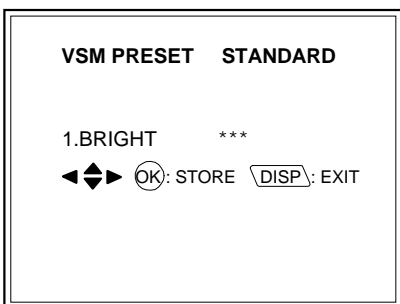 VSM PRESET STANDARD
1.BRIGHT ***
OK: STORE DISP: EXIT